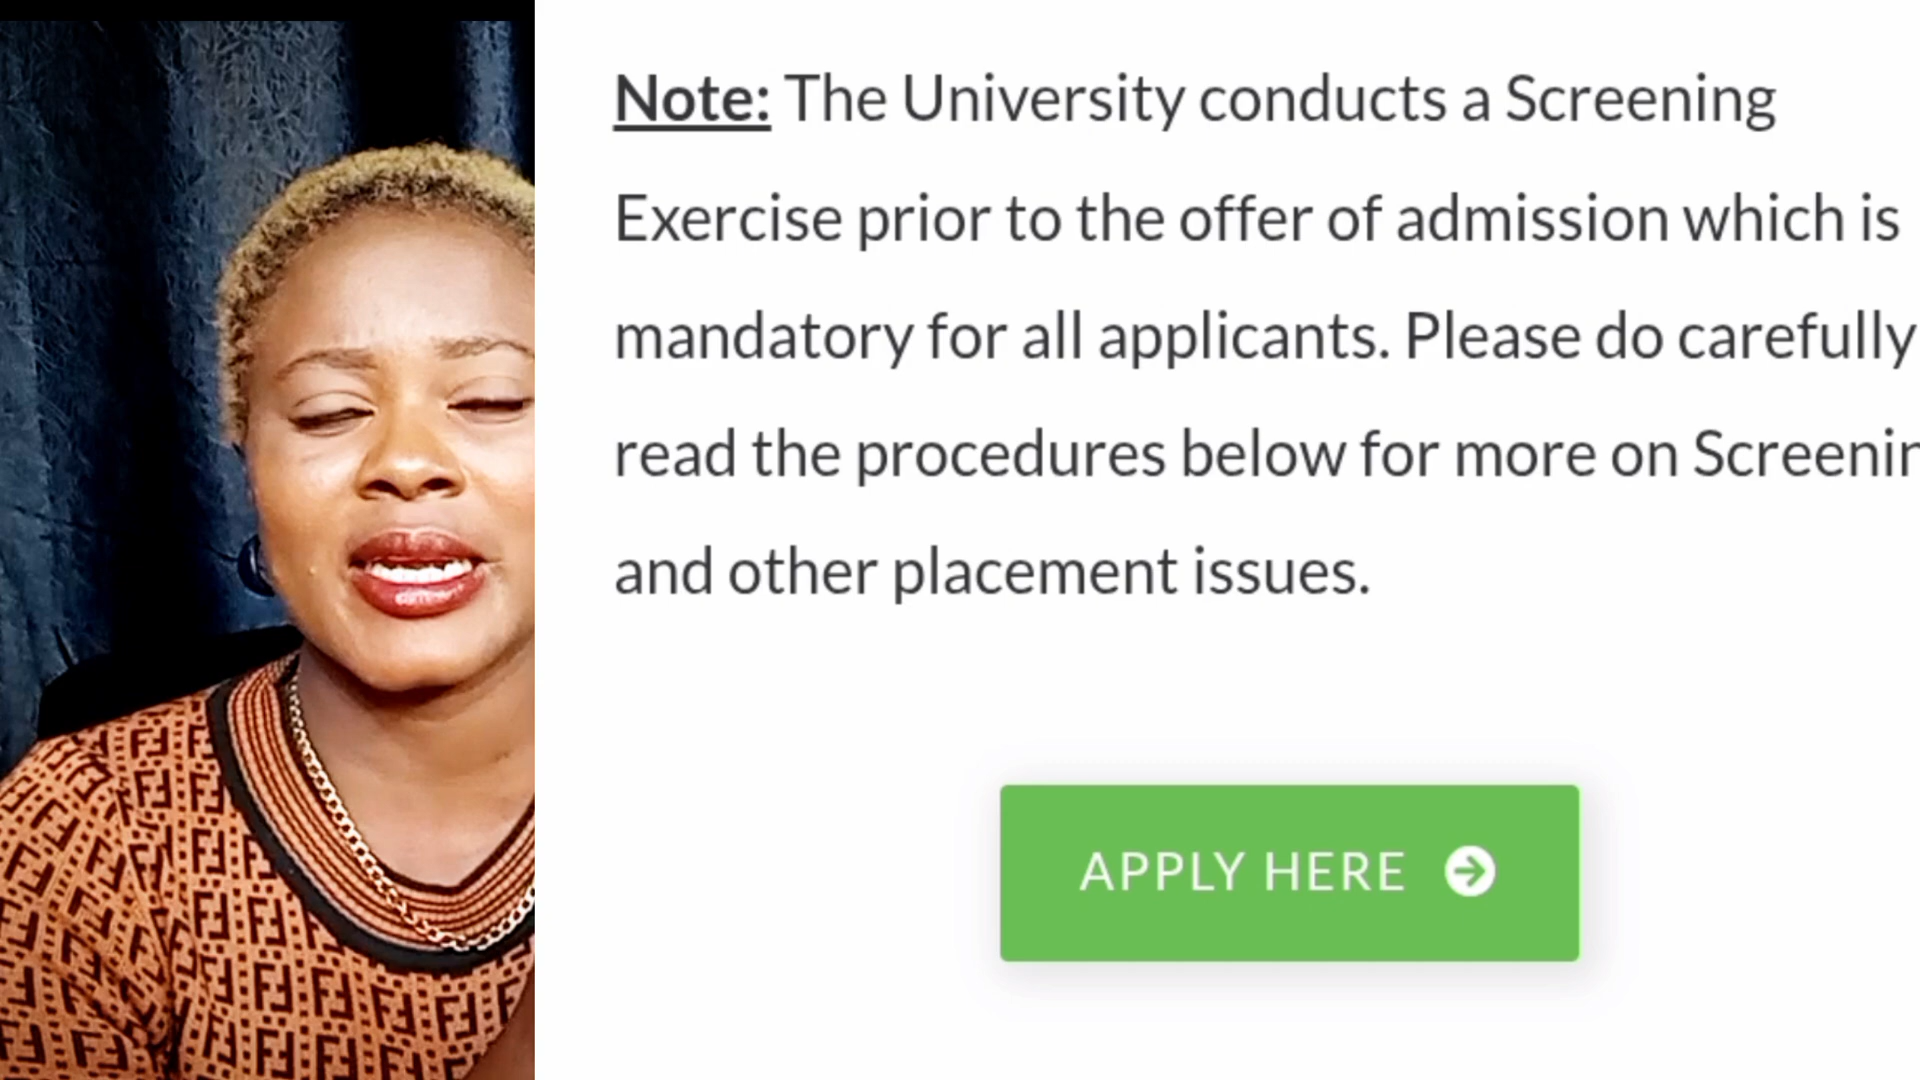 Note: The University conducts a Screening
Exercise prior to the offer of admission which is
mandatory for all applicants. Please do carefully
read the procedures below for more on Screenin
and other placement issues.
APPLY HERE